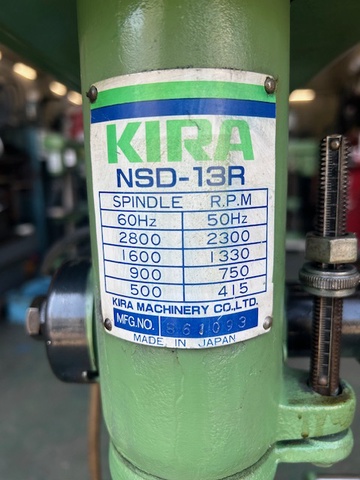 KIRA
NSD-13R
SPINDLE R.P.M
60Hz 50Hz
2800 2300
1600 1330
900 750
500 415
KIRA MACHINERY CO.,LTD.
MFG.NO. 861093
MADE IN JAPAN